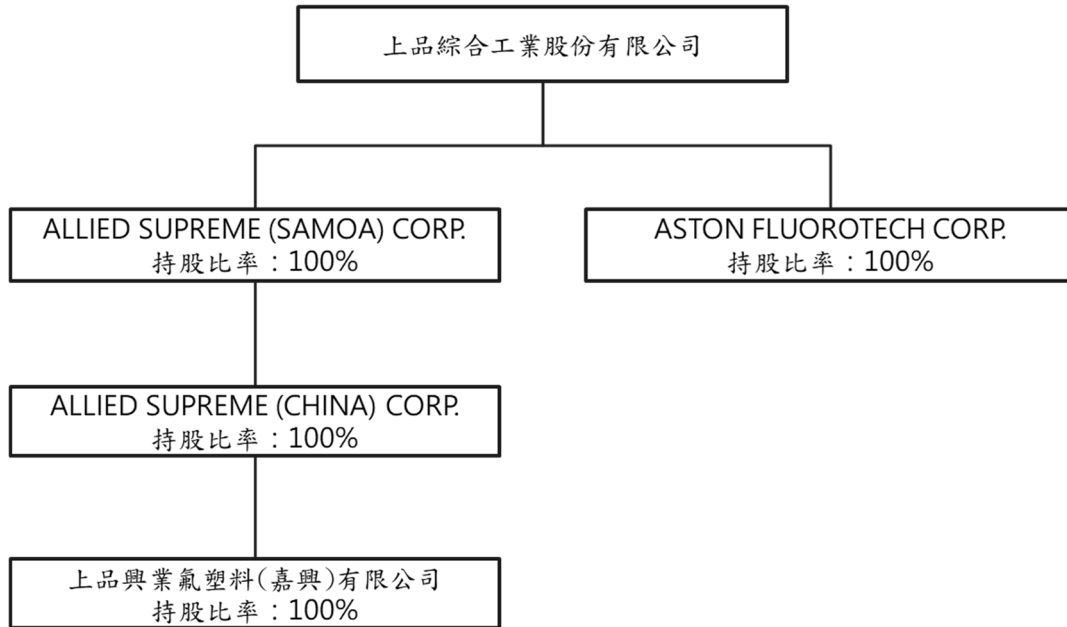 上品綜合工業股份有限公司
ALLIED SUPREME (SAMOA) CORP.
持股比率：100%
ASTON FLUOROTECH CORP.
持股比率：100%
ALLIED SUPREME (CHINA) CORP.
持股比率：100%
上品興業氟塑料(嘉興)有限公司
持股比率：100%